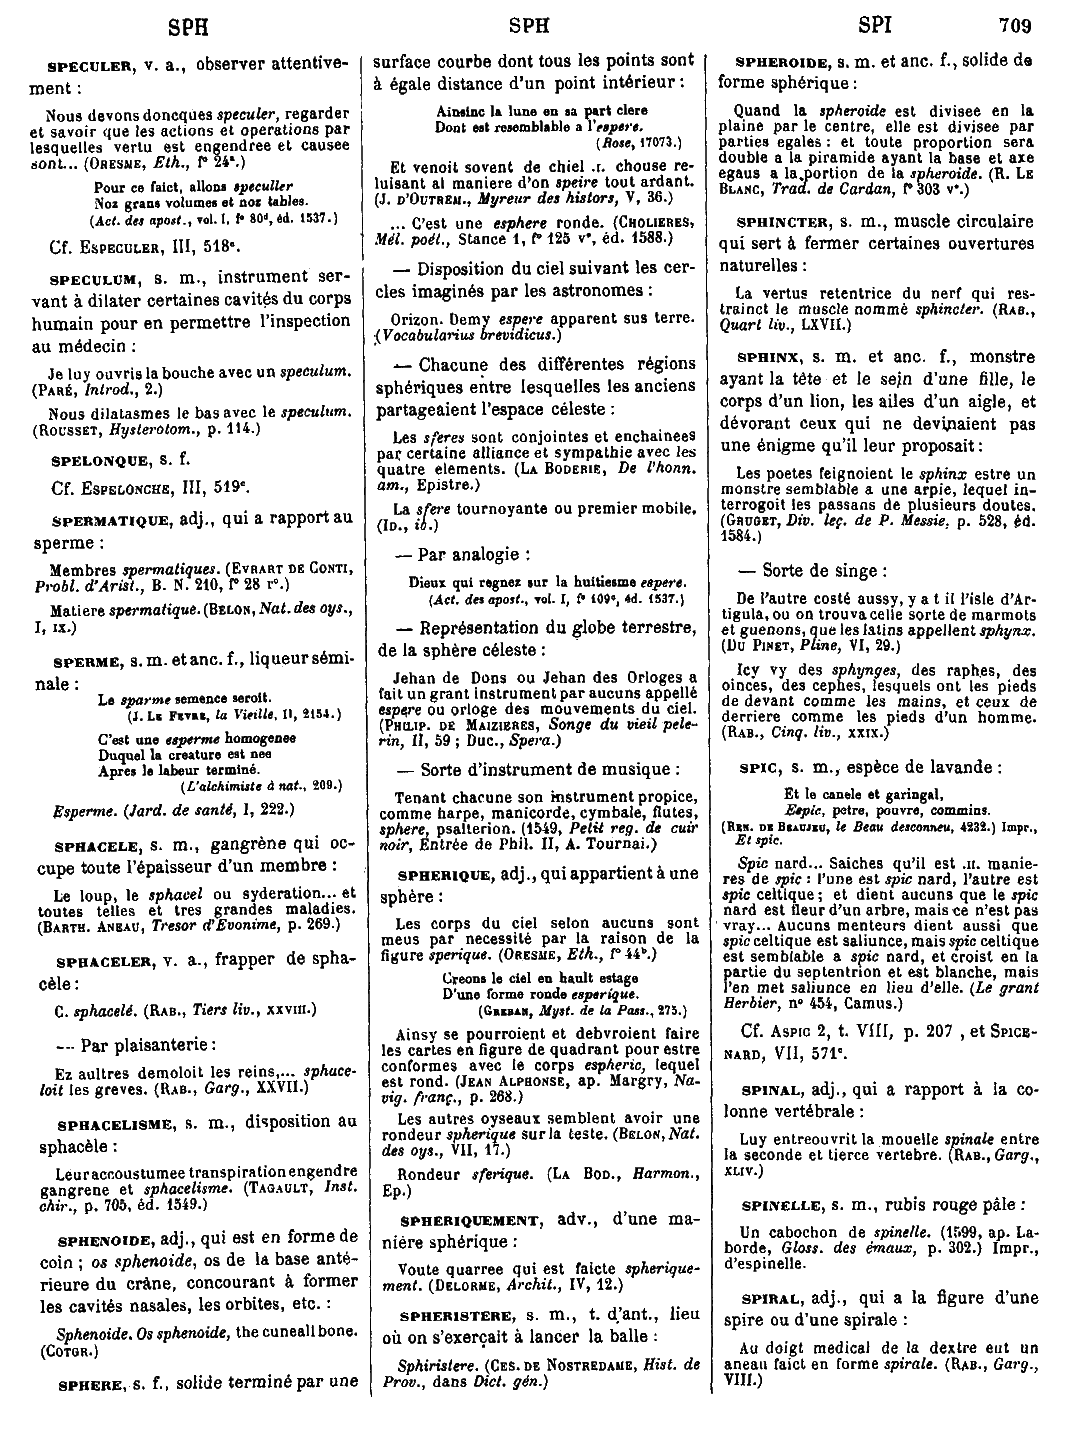 SPH
SPH
SPI
709
SPECULER, v. a., observer attentive-
ment :
Nous devons doncques speculer, regarder
et savoir que les actions et operations par
lesquelles vertu est engendree et causee
sont... (ORESME, Eth., f° 24ᵃ.)
Pour ce faict, allons speculler
Noz grans volumes et noz tables.
(Act. des apost., vol. I, f° 80ᵈ, éd. 1537.)
Cf. ESPECULER, III, 518ᶜ.
SPECULUM, s. m., instrument ser-
vant à dilater certaines cavités du corps
humain pour en permettre l'inspection
au médecin :
Je luy ouvris la bouche avec un speculum.
(PARÉ, Introd., 2.)
Nous dilatasmes le bas avec le speculum.
(ROUSSET, Hysterotom., p. 114.)
SPELONQUE, s. f.
Cf. ESPELONCHE, III, 519ᶜ.
SPERMATIQUE, adj., qui a rapport au
sperme :
Membres spermatiques. (EVRART DE CONTI,
Probl. d'Arist., B. N. 210, f° 28 r°.)
Matiere spermatique. (BELON, Nat. des oys.,
I, IX.)
SPERME, s. m. et anc. f., liqueur sémi-
nale :
Le sparme semence seroit.
(J. LE FEVRE, la Vieille, II, 2154.)
C'est une esperme homogenee
Duquel la creature est nee
Apres le labeur terminé.
(L'alchimiste à nat., 209.)
Esperme. (Jard. de santé, I, 222.)
SPHACELE, s. m., gangrène qui oc-
cupe toute l'épaisseur d'un membre :
Le loup, le sphacel ou syderation... et
toutes telles et tres grandes maladies.
(BARTH. ANEAU, Tresor d'Evonime, p. 269.)
SPHACELER, v. a., frapper de spha-
cèle :
C. sphacelé. (RAB., Tiers liv., XXVIII.)
— Par plaisanterie :
Ez aultres demoloit les reins,... sphace-
loit les greves. (RAB., Garg., XXVII.)
SPHACELISME, s. m., disposition au
sphacèle :
Leur accoustumee transpiration engendre
gangrene et sphacelisme. (TAGAULT, Inst.
chir., p. 705, éd. 1549.)
SPHENOIDE, adj., qui est en forme de
coin ; os sphenoide, os de la base anté-
rieure du crâne, concourant à former
les cavités nasales, les orbites, etc. :
Sphenoide. Os sphenoide, the cuneall bone.
(COTGR.)
SPHERE, s. f., solide terminé par une
surface courbe dont tous les points sont
à égale distance d'un point intérieur :
Ainsinc la lune en sa part clere
Dont est resemblable a l'espere.
(Rose, 17073.)
Et venoit sovent de chiel .I. chouse re-
luisant al maniere d'on speire tout ardant.
(J. D'OUTREM., Myreur des histors, V, 36.)
... C'est une esphere ronde. (CHOLIERES,
Mél. poét., Stance 1, f° 125 v°, éd. 1588.)
— Disposition du ciel suivant les cer-
cles imaginés par les astronomes :
Orizon. Demy espere apparent sus terre.
(Vocabularius brevidicus.)
— Chacune des différentes régions
sphériques entre lesquelles les anciens
partageaient l'espace céleste :
Les sferes sont conjointes et enchainees
par certaine alliance et sympathie avec les
quatre elements. (LA BODERIE, De l'honn.
am., Epistre.)
La sfere tournoyante ou premier mobile.
(ID., ib.)
— Par analogie :
Dieux qui regnez sur la huitiesme espere.
(Act. des apost., vol. I, f° 109ᵉ, éd. 1537.)
— Représentation du globe terrestre,
de la sphère céleste :
Jehan de Dons ou Jehan des Orloges a
fait un grant instrument par aucuns appellé
espere ou orloge des mouvements du ciel.
(PHILIP. DE MAIZIERES, Songe du vieil pele-
rin, II, 59 ; Duc., Spera.)
— Sorte d'instrument de musique :
Tenant chacune son instrument propice,
comme harpe, manicorde, cymbale, flutes,
sphere, psalterion. (1549, Petit reg. de cuir
noir, Entrée de Phil. II, A. Tournai.)
SPHERIQUE, adj., qui appartient à une
sphère :
Les corps du ciel selon aucuns sont
meus par necessité par la raison de la
figure sperique. (ORESME, Eth., f° 44ᵇ.)
Creons le ciel en hault estage
D'une forme ronde esperique.
(GREBAN, Myst. de la Pass., 275.)
Ainsy se pourroient et debvroient faire
les cartes en figure de quadrant pour estre
conformes avec le corps espheric, lequel
est rond. (JEAN ALPHONSE, ap. Margry, Na-
vig. franç., p. 268.)
Les autres oyseaux semblent avoir une
rondeur spherique sur la teste. (BELON, Nat.
des oys., VII, 17.)
Rondeur sferique. (LA BOD., Harmon.,
Ep.)
SPHERIQUEMENT, adv., d'une ma-
nière sphérique :
Voute quarree qui est faicte spherique-
ment. (DELORME, Archit., IV, 12.)
SPHERISTERE, s. m., t. d'ant., lieu
où on s'exerçait à lancer la balle :
Sphiristere. (CES. DE NOSTREDAME, Hist. de
Prov., dans Dict. gén.)
SPHEROIDE, s. m. et anc. f., solide de
forme sphérique :
Quand la spheroide est divisee en la
plaine par le centre, elle est divisee par
parties egales : et toute proportion sera
double a la piramide ayant la base et axe
egaus a la portion de la spheroide. (R. LE
BLANC, Trad. de Cardan, f° 303 v°.)
SPHINCTER, s. m., muscle circulaire
qui sert à fermer certaines ouvertures
naturelles :
La vertus retentrice du nerf qui res-
trainct le muscle nommé sphincter. (RAB.,
Quart liv., LXVII.)
SPHINX, s. m. et anc. f., monstre
ayant la tête et le sein d'une fille, le
corps d'un lion, les ailes d'un aigle, et
dévorant ceux qui ne devinaient pas
une énigme qu'il leur proposait :
Les poetes feignoient le sphinx estre un
monstre semblable a une arpie, lequel in-
terrogoit les passans de plusieurs doutes.
(GRUGET, Div. leç. de P. Messie, p. 528, éd.
1584.)
— Sorte de singe :
De l'autre costé aussy, y a t il l'isle d'Ar-
tigula, ou on trouva celle sorte de marmots
et guenons, que les latins appellent sphynx.
(DU PINET, Pline, VI, 29.)
Icy vy des sphynges, des raphes, des
oinces, des cephes, lesquels ont les pieds
de devant comme les mains, et ceux de
derriere comme les pieds d'un homme.
(RAB., Cinq. liv., XXIX.)
SPIC, s. m., espèce de lavande :
Et le canele et garingal,
Espic, petre, pouvre, commins.
(REN. DE BEAUJEU, le Beau desconneu, 4232.) Impr.,
Et spic.
Spic nard... Saiches qu'il est .II. manie-
res de spic : l'une est spic nard, l'autre est
spic celtique ; et dient aucuns que le spic
nard est fleur d'un arbre, mais ce n'est pas
vray... Aucuns menteurs dient aussi que
spic celtique est saliunce, mais spic celtique
est semblable a spic nard, et croist en la
partie du septentrion et est blanche, mais
l'en met saliunce en lieu d'elle. (Le grant
Herbier, n° 454, Camus.)
Cf. ASPIC 2, t. VIII, p. 207 , et SPICE-
NARD, VII, 571ᶜ.
SPINAL, adj., qui a rapport à la co-
lonne vertébrale :
Luy entreouvrit la mouelle spinale entre
la seconde et tierce vertebre. (RAB., Garg.,
XLIV.)
SPINELLE, s. m., rubis rouge pâle :
Un cabochon de spinelle. (1599, ap. La-
borde, Gloss. des émaux, p. 302.) Impr.,
d'espinelle.
SPIRAL, adj., qui a la figure d'une
spire ou d'une spirale :
Au doigt medical de la dextre eut un
aneau faict en forme spirale. (RAB., Garg.,
VIII.)